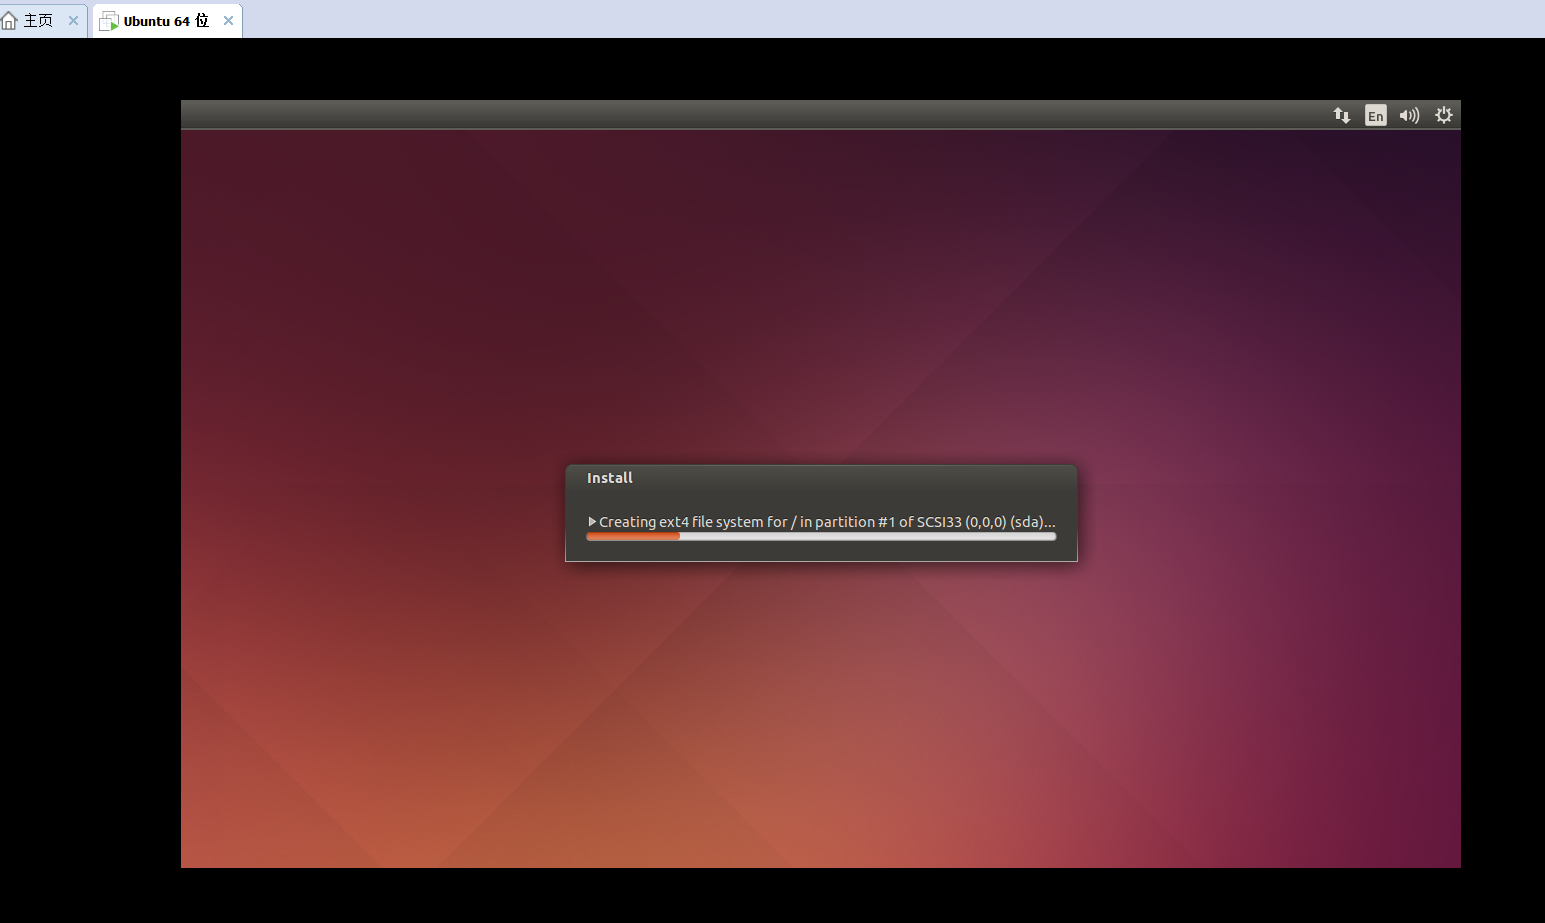 主页
Ubuntu 64 位
En
Install
Creating ext4 file system for / in partition #1 of SCSI33 (0,0,0) (sda)...